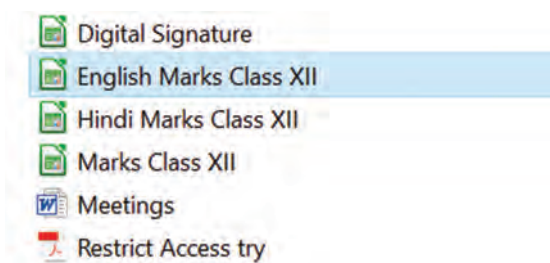 Digital Signature
English Marks Class XII
Hindi Marks Class XII
Marks Class XII
Meetings
Restrict Access try